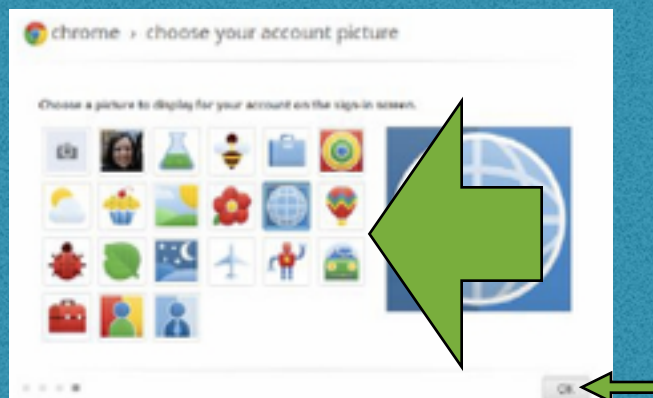 chrome › choose your account picture
Choose a picture to display for your account on the sign-in screen.
OK